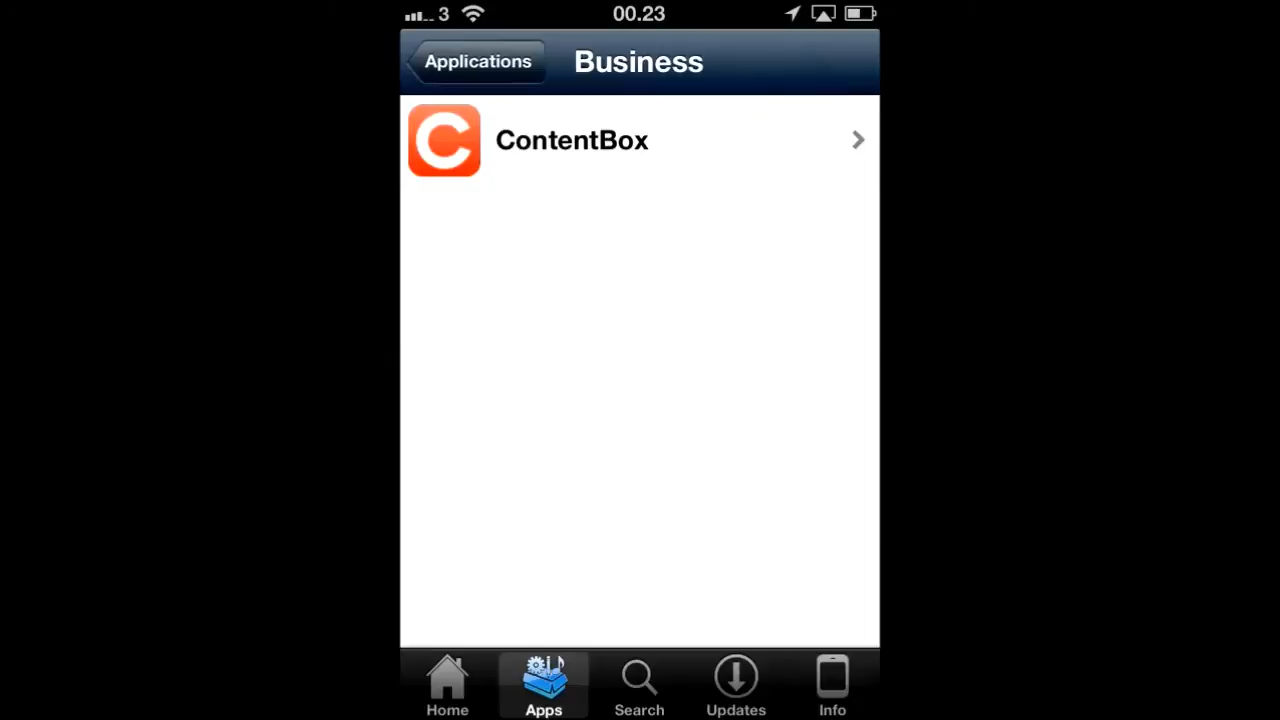 3 00.23
Applications Business
C ContentBox
Home Apps Search Updates Info